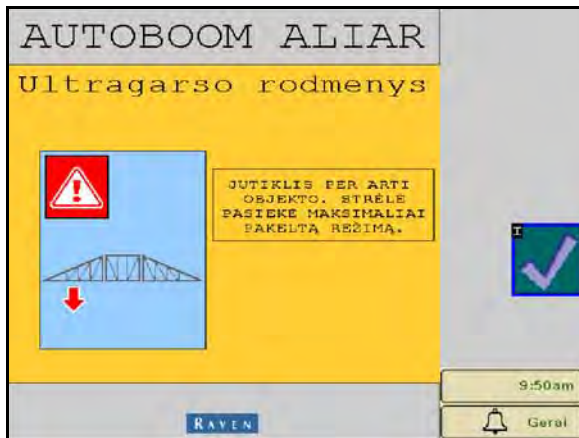 AUTOBOOM ALIAR
Ultragarso rodmenys
JUTIKLIS PER ARTI
OBJEKTO. STRĖLĖ
PASIEKĖ MAKSIMALIAI
PAKELTĄ REŽIMĄ.
I
9:50am
Gerai
RAVEN